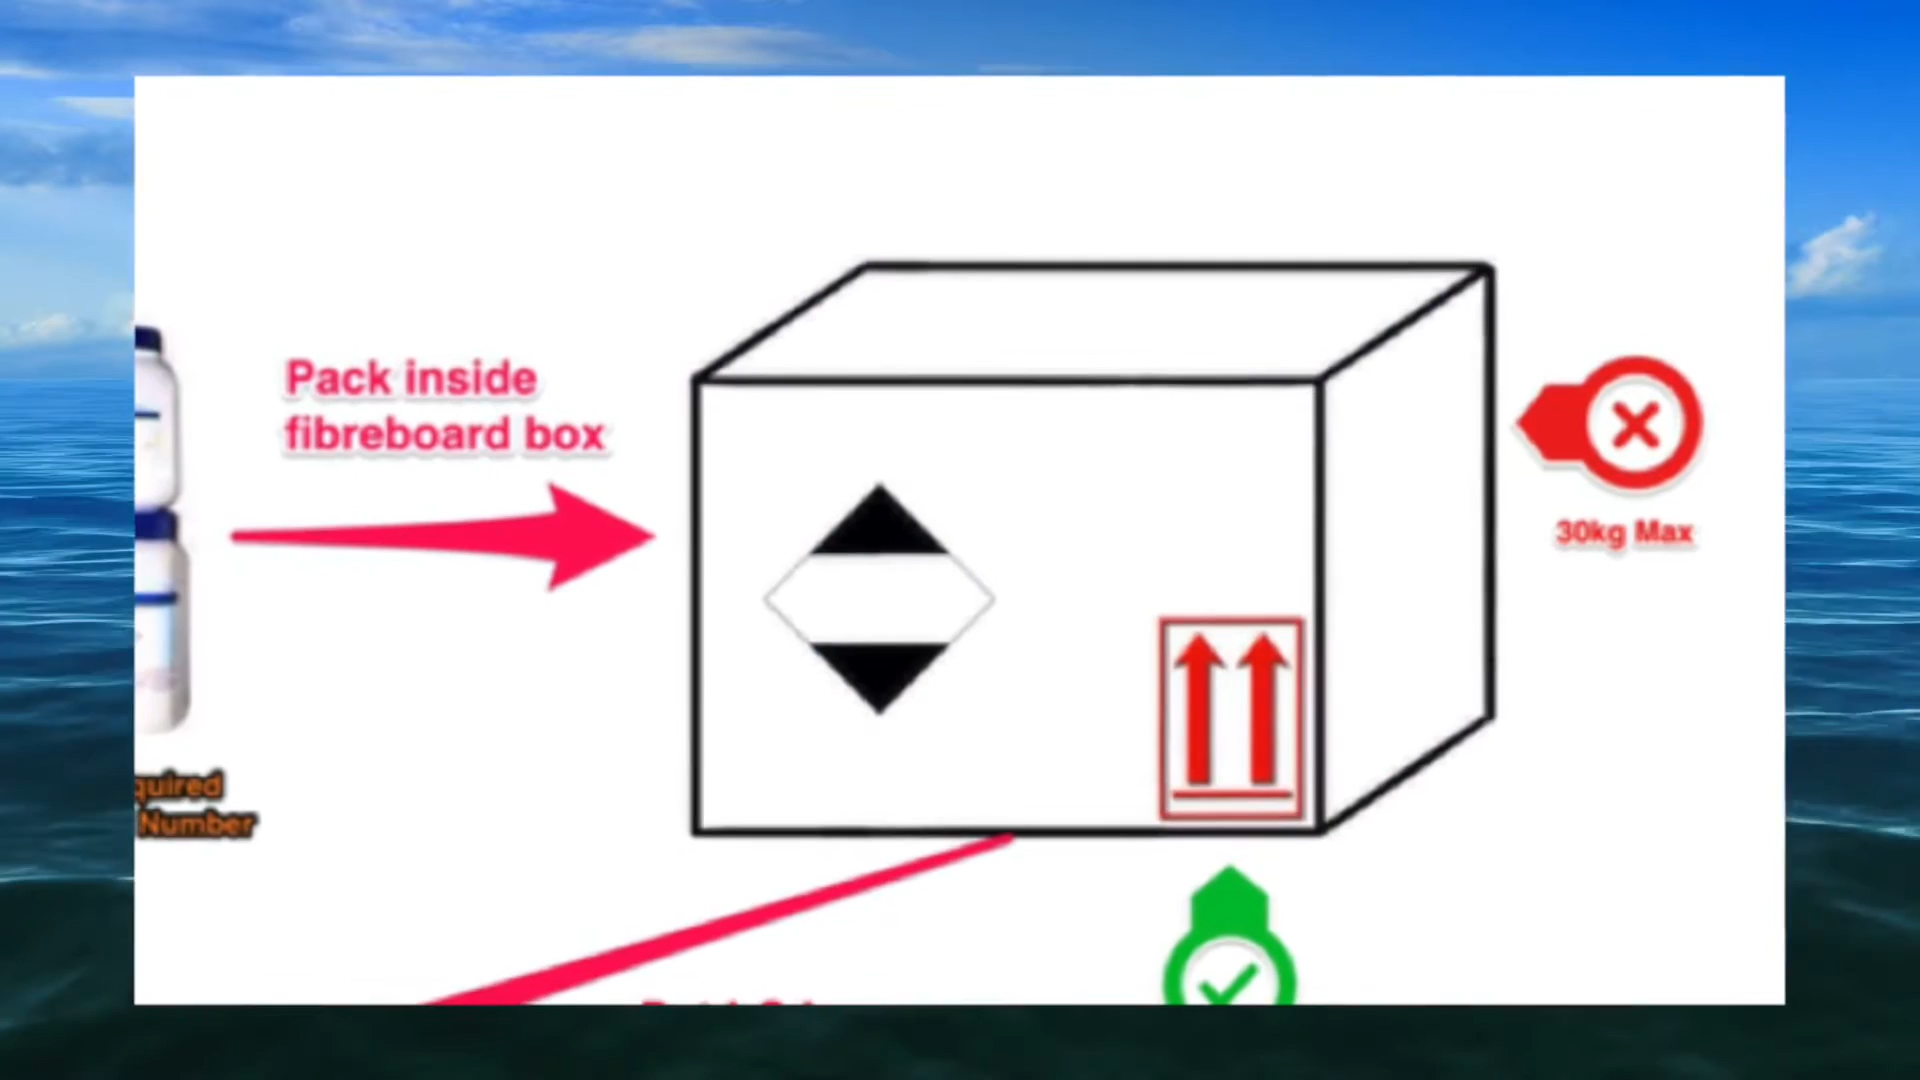 Pack inside
fibreboard box
30kg Max
quired
Number